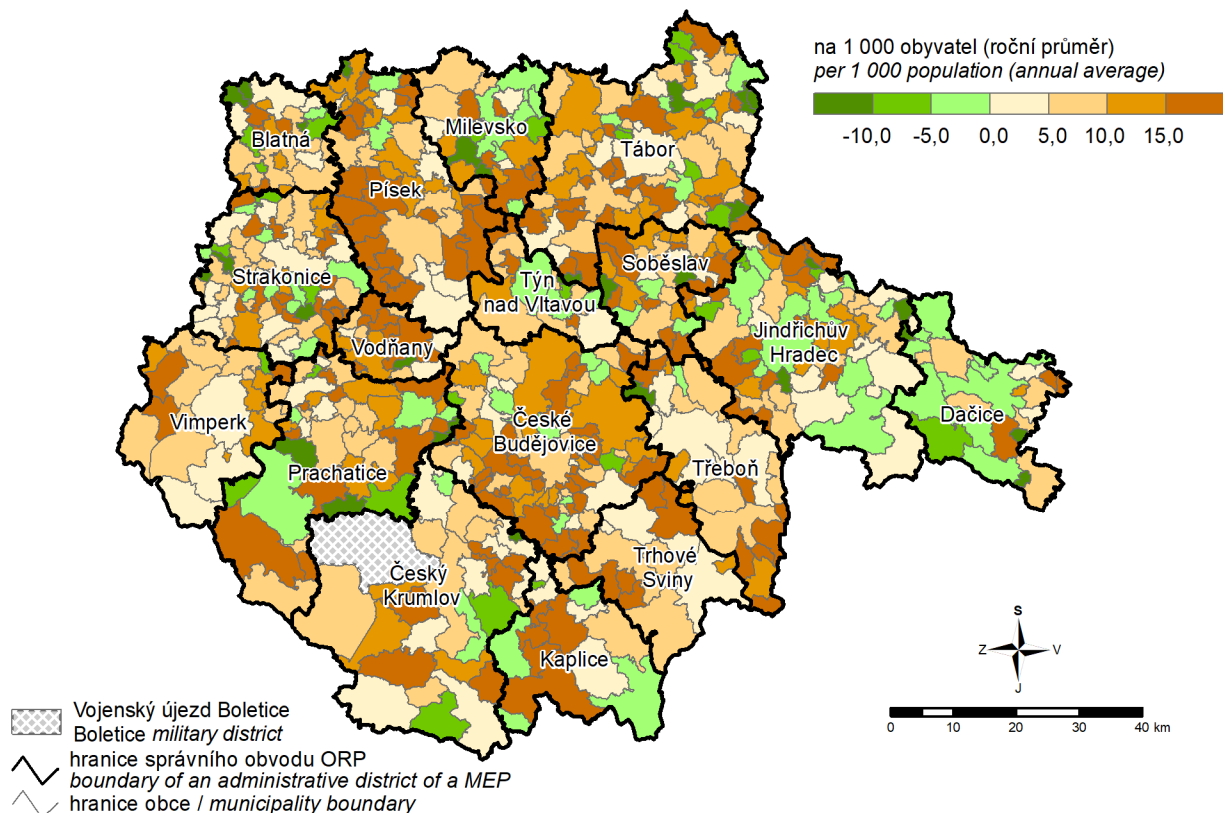 na 1 000 obyvatel (roční průměr)
per 1 000 population (annual average)
-10,0 -5,0 0,0 5,0 10,0 15,0
Blatná
Milevsko
Tábor
Písek
Strakonice
Soběslav
Týn
nad Vltavou
Jindřichův
Hradec
Vodňany
Vimperk
České
Budějovice
Dačice
Prachatice
Třeboň
Trhové
Sviny
Český
Krumlov
Kaplice
S
Z V
J
0 10 20 30 40 km
Vojenský újezd Boletice
Boletice military district
hranice správního obvodu ORP
boundary of an administrative district of a MEP
hranice obce / municipality boundary